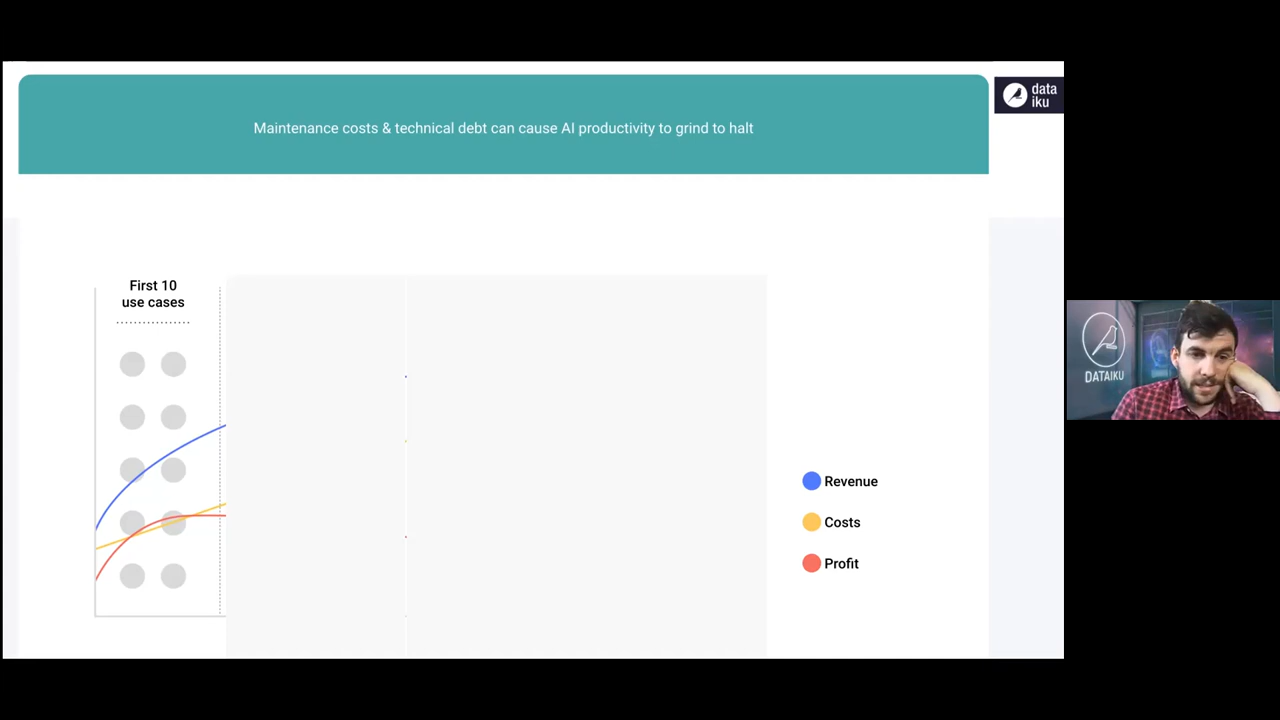 Maintenance costs & technical debt can cause AI productivity to grind to halt
data
iku
First 10
use cases
Revenue
Costs
Profit
DATAIKU